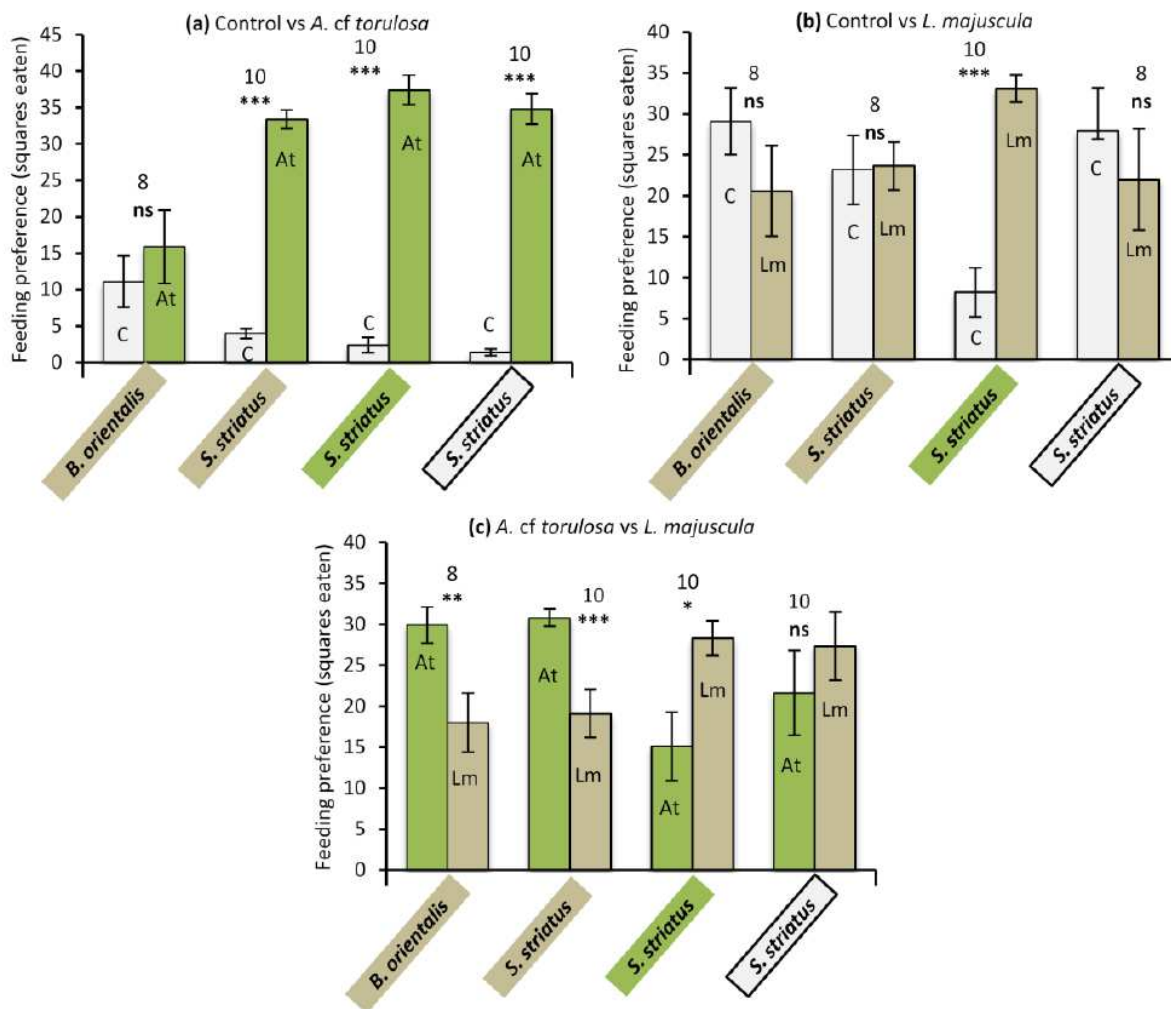 (a) Control vs A. cf torulosa
Feeding preference (squares eaten)
45
40
35
30
25
20
15
10
5
0
8
ns
C
At
10
***
C
At
10
***
C
At
10
***
C
At
B. orientalis
S. striatus
S. striatus
S. striatus
(b) Control vs L. majuscula
Feeding preference (squares eaten)
40
35
30
25
20
15
10
5
0
8
ns
C
Lm
8
ns
C
Lm
10
***
C
Lm
8
ns
C
Lm
B. orientalis
S. striatus
S. striatus
S. striatus
(c) A. cf torulosa vs L. majuscula
Feeding preference (squares eaten)
40
35
30
25
20
15
10
5
0
8
**
At
Lm
10
***
At
Lm
10
*
At
Lm
10
ns
At
Lm
B. orientalis
S. striatus
S. striatus
S. striatus